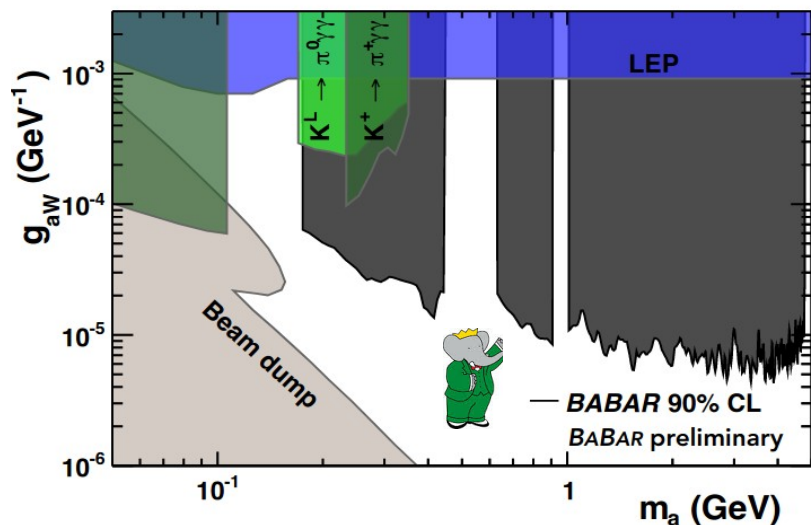 g_aW (GeV⁻¹)
10⁻³
10⁻⁴
10⁻⁵
10⁻⁶
LEP
K^L → π⁰γγ
K⁺ → π⁺γγ
Beam dump
BABAR 90% CL
BABAR preliminary
10⁻¹
1
m_a (GeV)